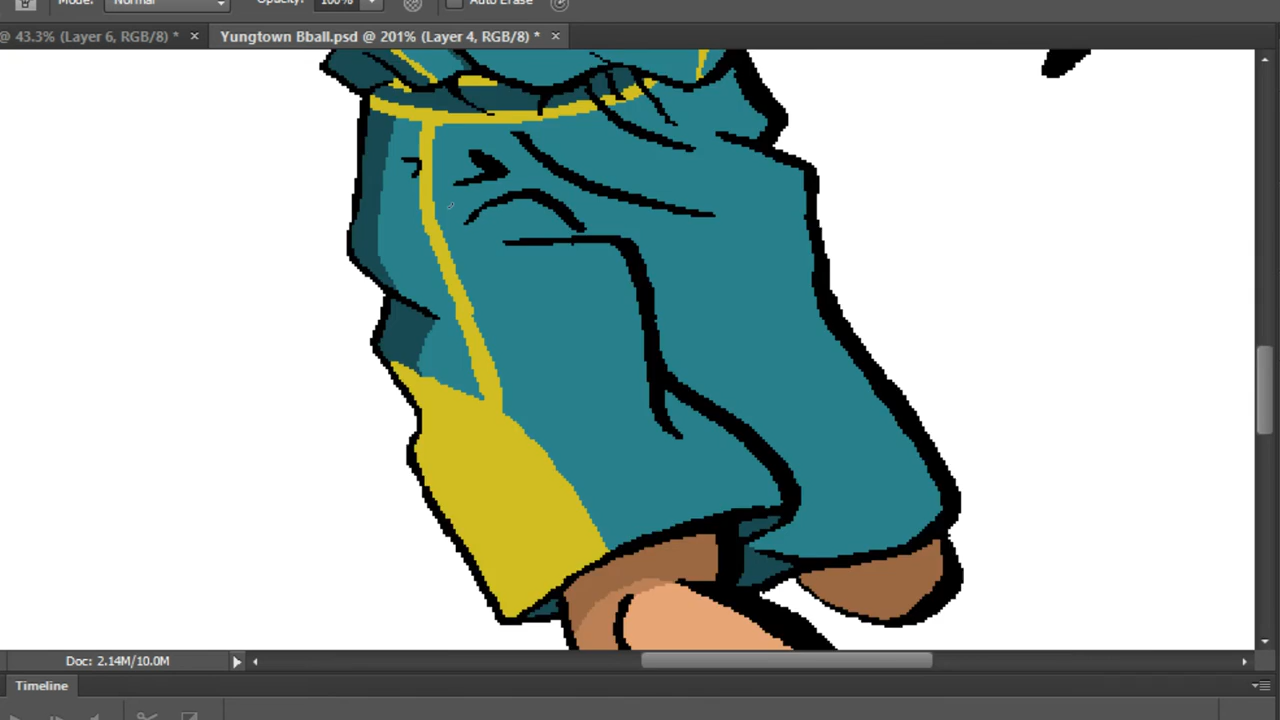 Mode: Normal Opacity: 100% Auto Erase
@ 43.3% (Layer 6, RGB/8) * × Yungtown Bball.psd @ 201% (Layer 4, RGB/8) * ×
Doc: 2.14M/10.0M
Timeline